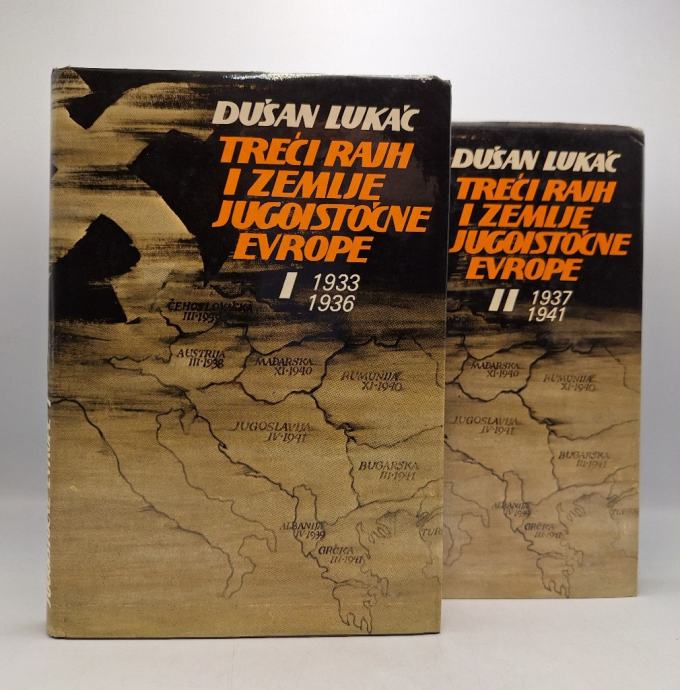 DUŠAN LUKAČ
TREĆI RAJH
I ZEMLJE
JUGOISTOČNE
EVROPE
I 1933
1936
ČEHOSLOVAČKA
III-1939
AUSTRIJA
III-1938
MAĐARSKA
XI-1940
RUMUNIJA
XI-1940
JUGOSLAVIJA
IV-1941
BUGARSKA
III-1941
ALBANIJA
IV-1939
GRČKA
III-1941
DUŠAN LUKAČ
TREĆI RAJH
I ZEMLJE
JUGOISTOČNE
EVROPE
II 1937
1941
MAĐARSKA
XI-1940
RUMUNIJA
XI-1940
JUGOSLAVIJA
IV-1941
BUGARSKA
III-1941
ALBANIJA
IV-1939
GRČKA
III-1941